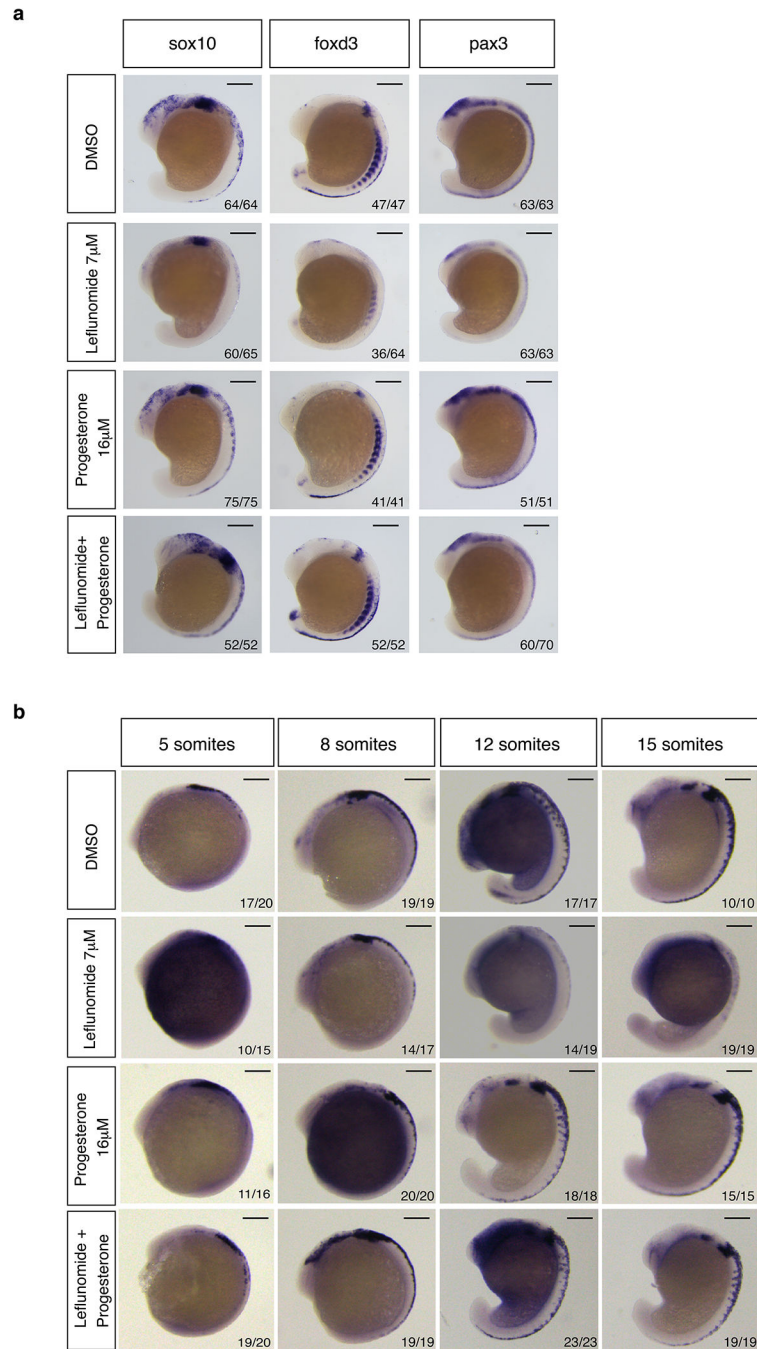 a
sox10 foxd3 pax3
DMSO
64/64 47/47 63/63
Leflunomide 7μM
60/65 36/64 63/63
Progesterone
16μM
75/75 41/41 51/51
Leflunomide+
Progesterone
52/52 52/52 60/70
b
5 somites 8 somites 12 somites 15 somites
DMSO
17/20 19/19 17/17 10/10
Leflunomide 7μM
10/15 14/17 14/19 19/19
Progesterone
16μM
11/16 20/20 18/18 15/15
Leflunomide +
Progesterone
19/20 19/19 23/23 19/19